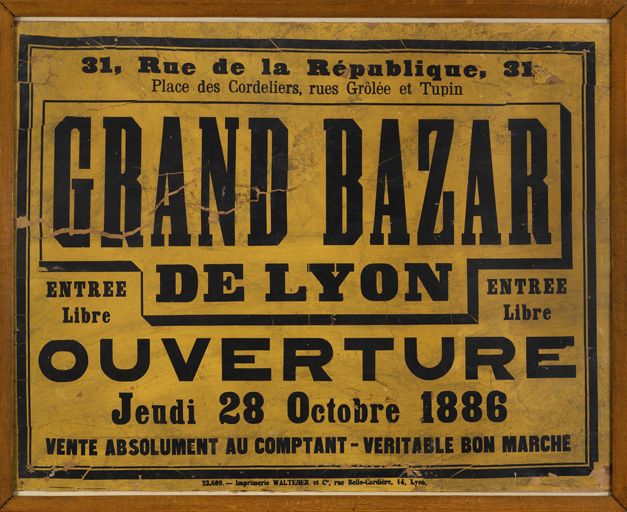 31, Rue de la République, 31
Place des Cordeliers, rues Grôlée et Tupin
GRAND BAZAR
DE LYON
ENTREE
Libre
ENTREE
Libre
OUVERTURE
Jeudi 28 Octobre 1886
VENTE ABSOLUMENT AU COMPTANT - VERITABLE BON MARCHE
23.689. — Imprimerie WALTENER et Cie, rue Belle-Cordière, 14, Lyon.